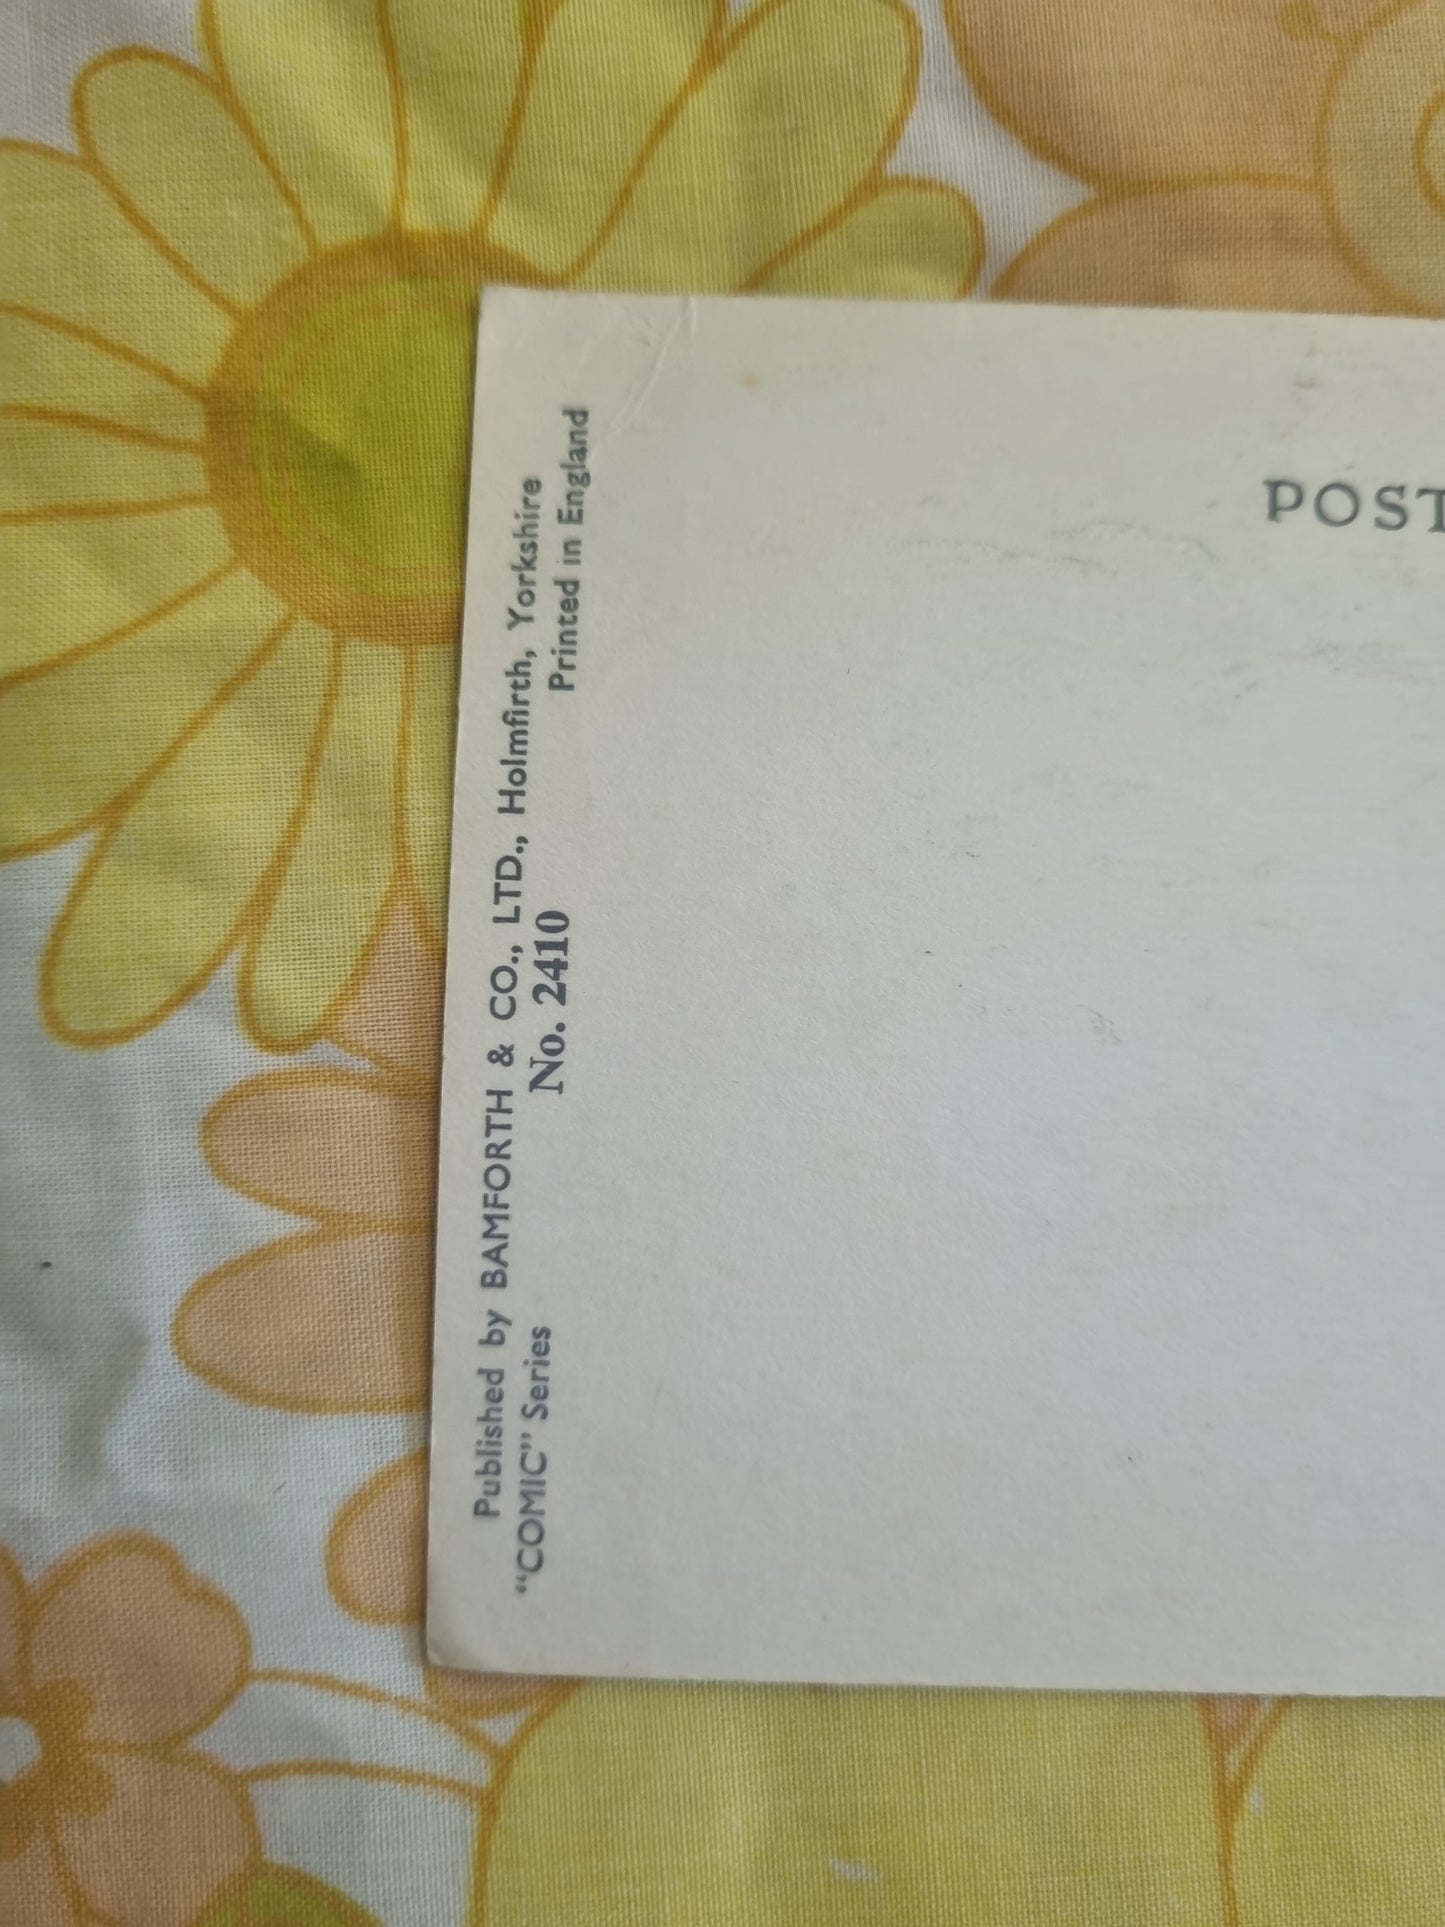 Published by BAMFORTH & CO., LTD., Holmfirth, Yorkshire
"COMIC" Series No. 2410 Printed in England
POST